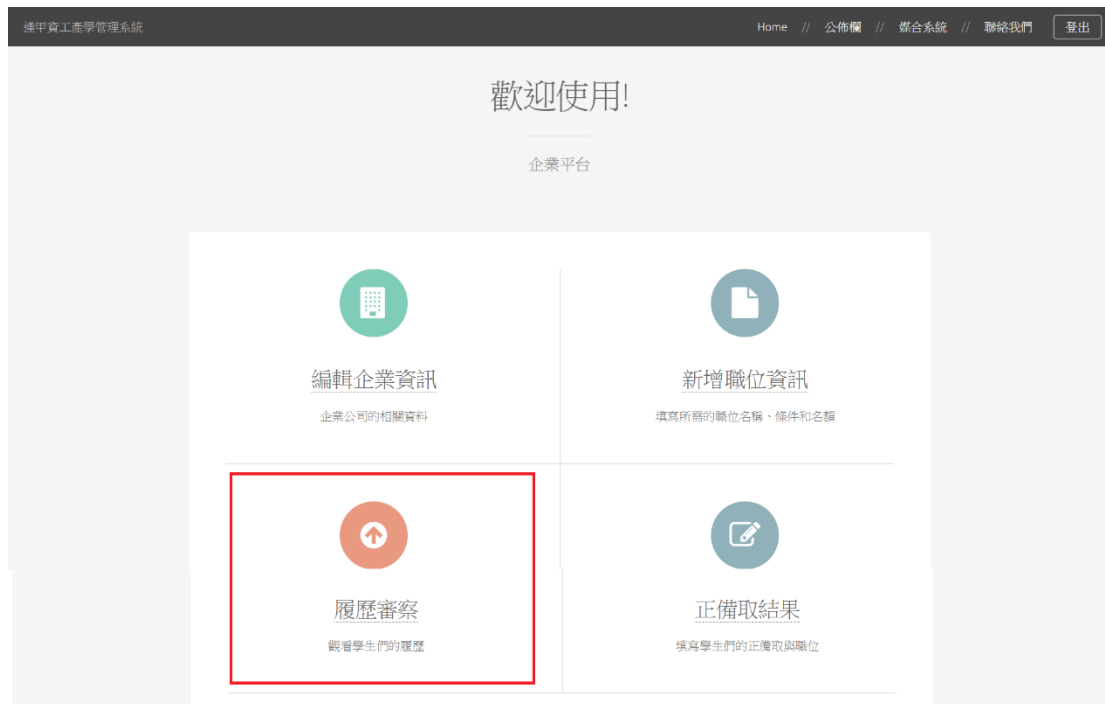 逢甲資工產學管理系統
Home // 公佈欄 // 媒合系統 // 聯絡我們 登出
歡迎使用!
企業平台
編輯企業資訊
企業公司的相關資料
新增職位資訊
填寫所需的職位名稱、條件和名額
履歷審察
觀看學生們的履歷
正備取結果
填寫學生們的正備取與職位